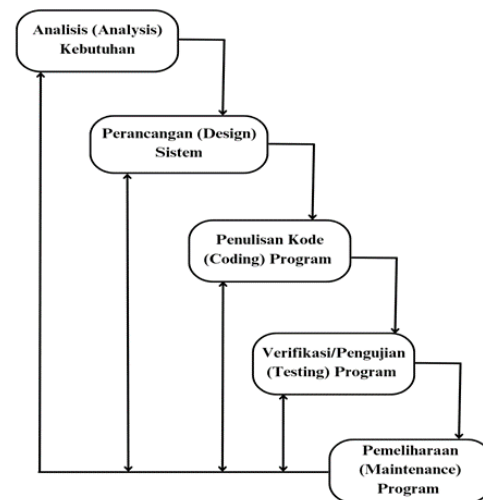 Analisis (Analysis)
Kebutuhan
Perancangan (Design)
Sistem
Penulisan Kode
(Coding) Program
Verifikasi/Pengujian
(Testing) Program
Pemeliharaan
(Maintenance)
Program